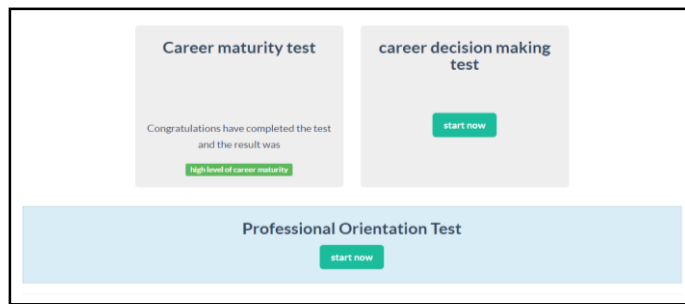 Career maturity test
Congratulations have completed the test
and the result was
high level of career maturity
career decision making
test
start now
Professional Orientation Test
start now